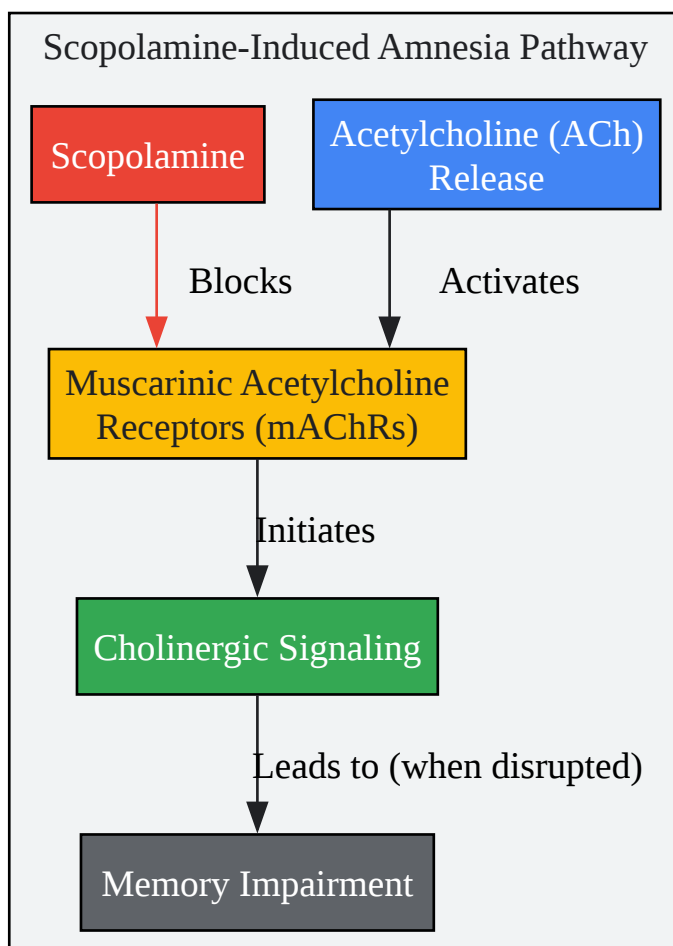 Scopolamine-Induced Amnesia Pathway
Scopolamine
Acetylcholine (ACh)
Release
Blocks
Activates
Muscarinic Acetylcholine
Receptors (mAChRs)
Initiates
Cholinergic Signaling
Leads to (when disrupted)
Memory Impairment